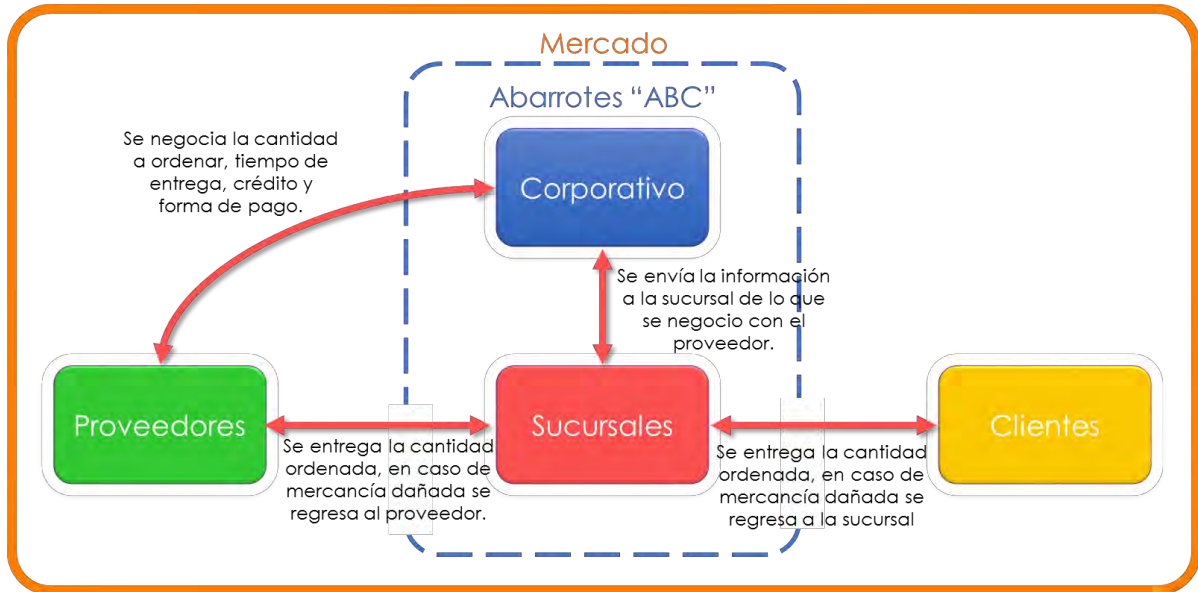 Mercado
Abarrotes “ABC”
Se negocia la cantidad
a ordenar, tiempo de
entrega, crédito y
forma de pago.
Corporativo
Se envía la información
a la sucursal de lo que
se negocio con el
proveedor.
Proveedores
Sucursales
Clientes
Se entrega la cantidad
ordenada, en caso de
mercancía dañada se
regresa al proveedor.
Se entrega la cantidad
ordenada, en caso de
mercancía dañada se
regresa a la sucursal